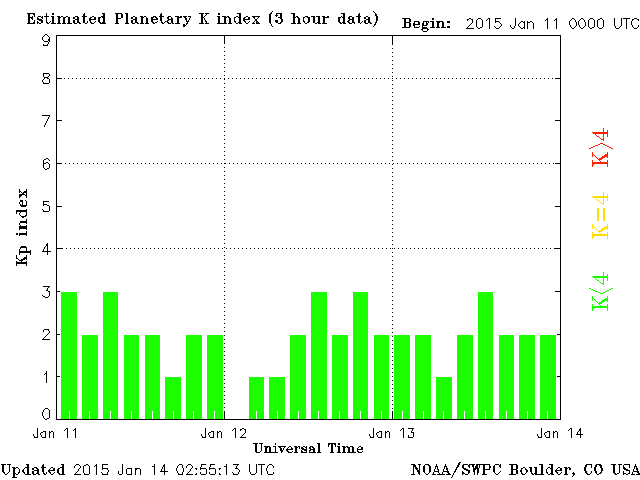 Estimated Planetary K index (3 hour data) Begin: 2015 Jan 11 0000 UTC
9
8
7
6
5
4
3
2
1
0
Kp index
K>4
K=4
K<4
Jan 11 Jan 12 Jan 13 Jan 14
Universal Time
Updated 2015 Jan 14 02:55:13 UTC NOAA/SWPC Boulder, CO USA